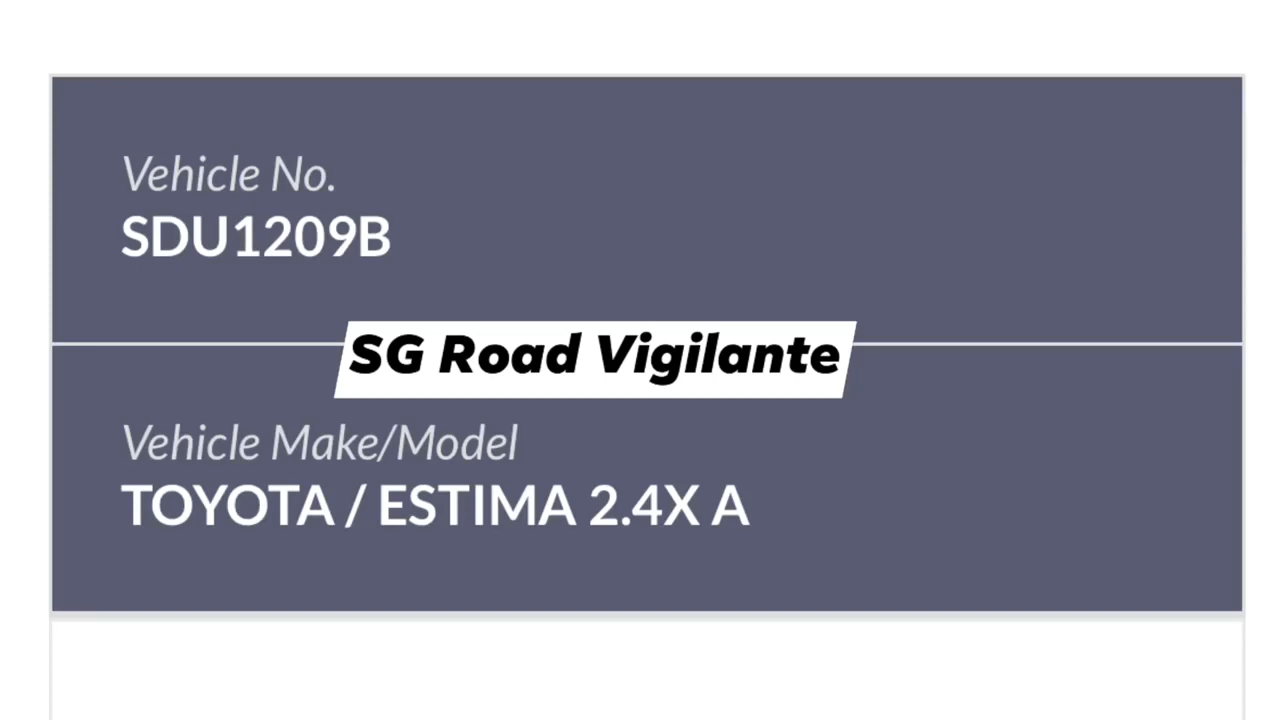 Vehicle No.
SDU1209B
SG Road Vigilante
Vehicle Make/Model
TOYOTA / ESTIMA 2.4X A